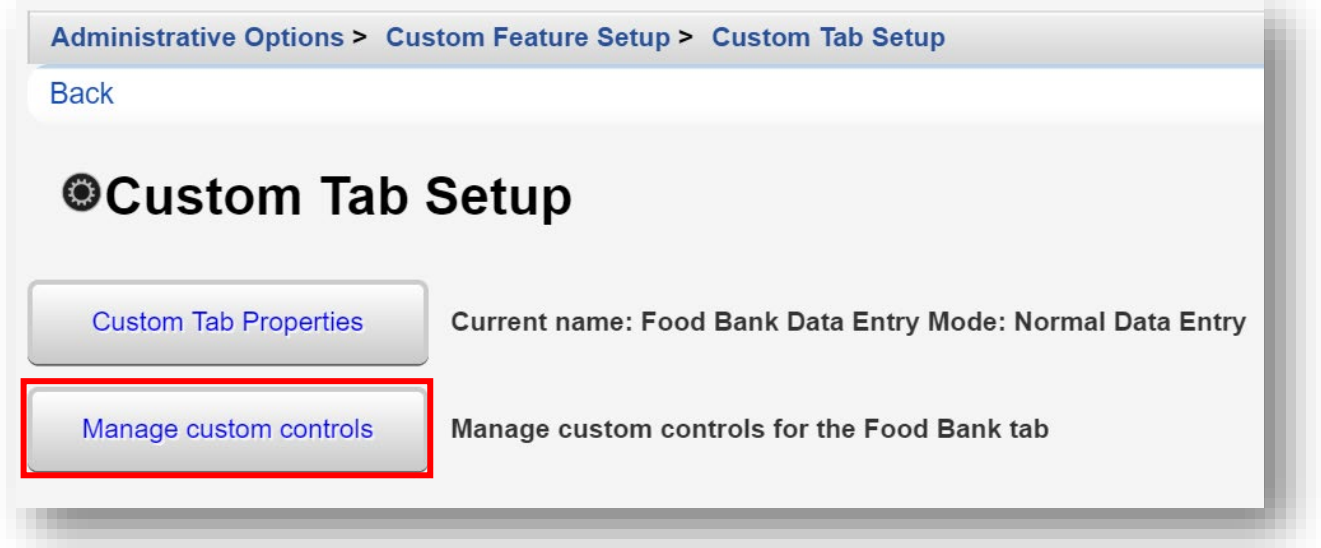 Administrative Options > Custom Feature Setup > Custom Tab Setup
Back
Custom Tab Setup
Custom Tab Properties Current name: Food Bank Data Entry Mode: Normal Data Entry
Manage custom controls Manage custom controls for the Food Bank tab